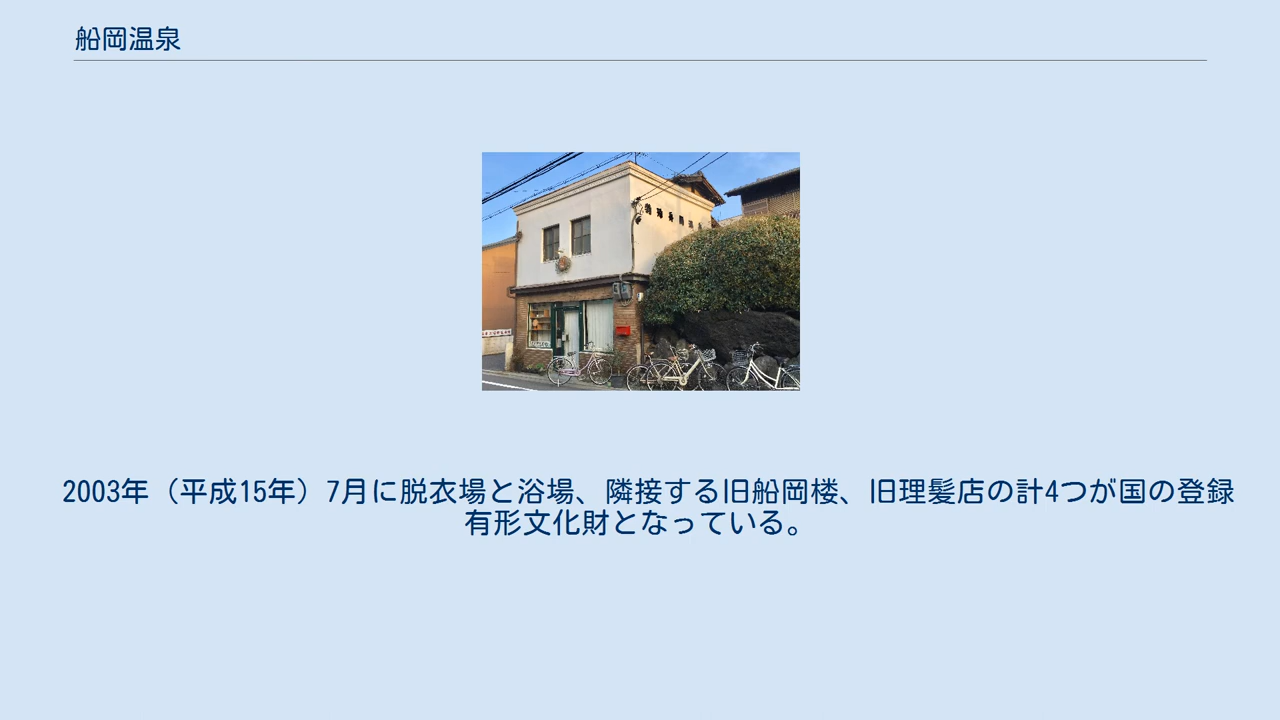 船岡温泉
2003年（平成15年）7月に脱衣場と浴場、隣接する旧船岡楼、旧理髪店の計4つが国の登録
有形文化財となっている。